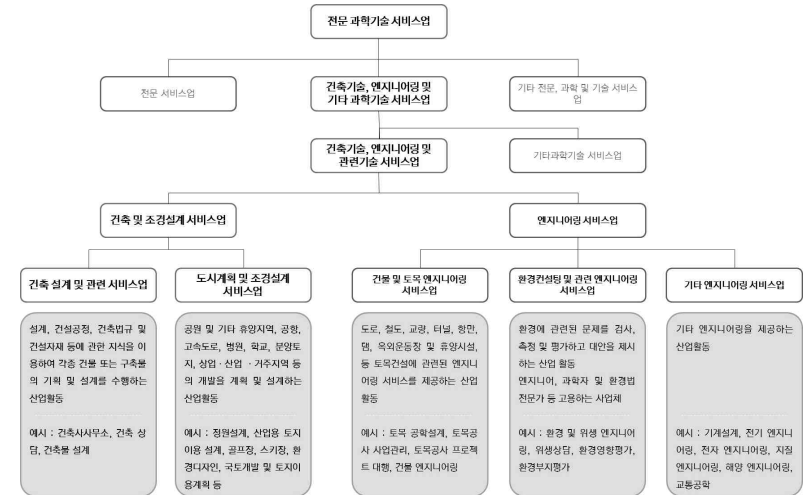 전문 과학기술 서비스업
전문 서비스업
건축기술, 엔지니어링 및
기타 과학기술 서비스업
기타 전문, 과학 및 기술 서비스
업
건축기술, 엔지니어링 및
관련기술 서비스업
기타과학기술 서비스업
건축 및 조경설계 서비스업
엔지니어링 서비스업
건축 설계 및 관련 서비스업
도시계획 및 조경설계
서비스업
건물 및 토목 엔지니어링
서비스업
환경컨설팅 및 관련 엔지니어링
서비스업
기타 엔지니어링 서비스업
설계, 건설공정, 건축법규 및
건설자재 등에 관한 지식을 이
용하여 각종 건물 또는 구축물
의 기획 및 설계를 수행하는
산업활동
예시 : 건축사사무소, 건축 상
담, 건축물 설계
공원 및 기타 휴양지역, 공항,
고속도로, 병원, 학교, 분양토
지, 상업 · 산업 · 거주지역 등
의 개발을 계획 및 설계하는
산업활동
예시 : 정원설계, 산업용 토지
이용 설계, 골프장, 스키장, 환
경디자인, 국토개발 및 토지이
용계획 등
도로, 철도, 교량, 터널, 항만,
댐, 옥외운동장 및 휴양시설,
등 토목건설에 관련된 엔지니
어링 서비스를 제공하는 산업
활동
예시 : 토목 공학설계, 토목공
사 사업관리, 토목공사 프로젝
트 대행, 건물 엔지니어링
환경에 관련된 문제를 검사,
측정 및 평가하고 대안을 제시
하는 산업 활동
엔지니어, 과학자 및 환경법
전문가 등 고용하는 사업체
예시 : 환경 및 위생 엔지니어
링, 위생상담, 환경영향평가,
환경부지평가
기타 엔지니어링을 제공하는
산업활동
예시 : 기계설계, 전기 엔지니
어링, 전자 엔지니어링, 지질
엔지니어링, 해양 엔지니어링,
교통공학